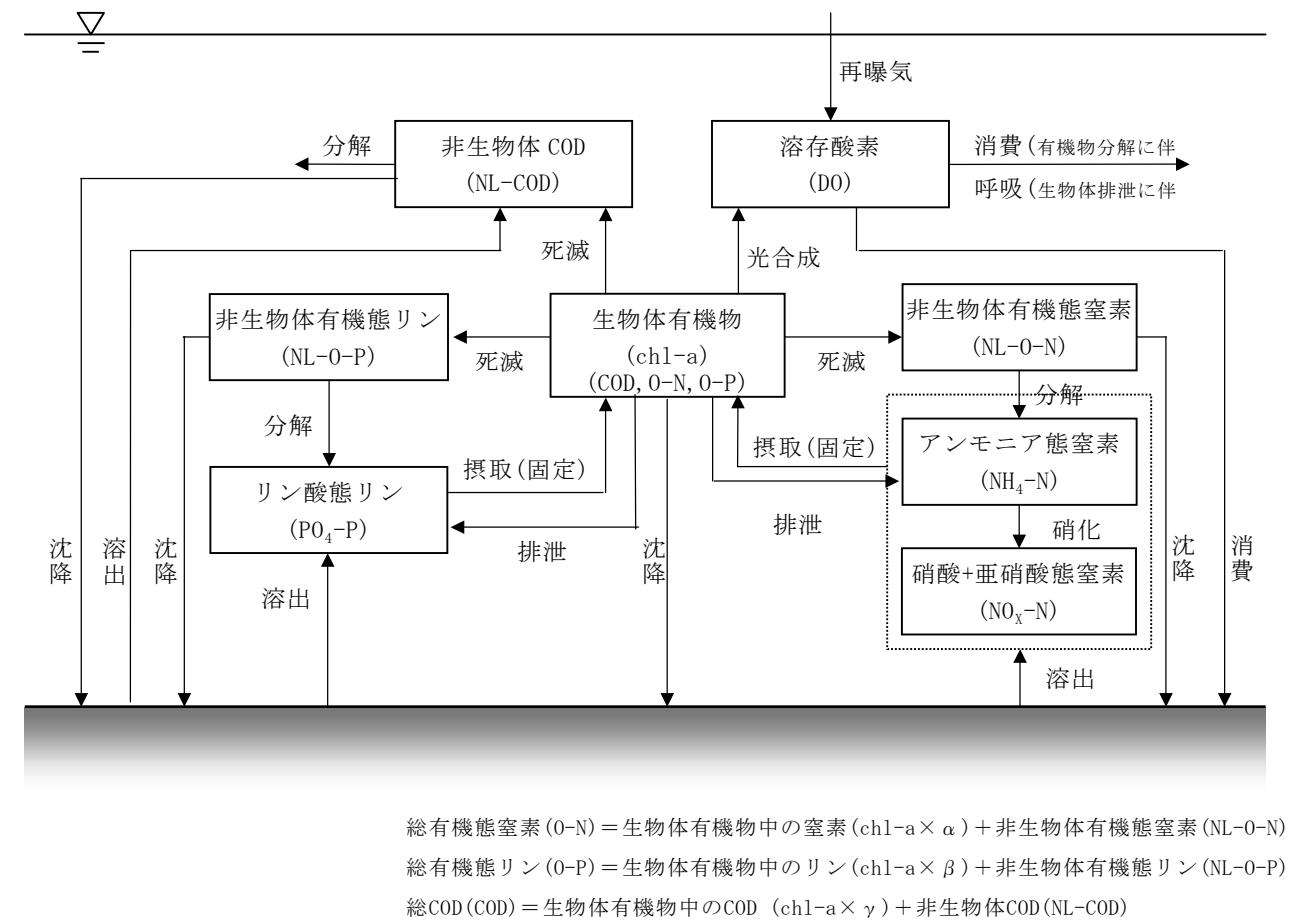 再曝気
非生物体 COD
(NL-COD)
分解
溶存酸素
(DO)
消費(有機物分解に伴
呼吸(生物体排泄に伴
死滅
光合成
非生物体有機態リン
(NL-O-P)
死滅
生物体有機物
(chl-a)
(COD,O-N,O-P)
死滅
非生物体有機態窒素
(NL-O-N)
分解
分解
リン酸態リン
(PO₄-P)
摂取(固定)
摂取(固定)
アンモニア態窒素
(NH₄-N)
排泄
排泄
硝化
硝酸+亜硝酸態窒素
(NOX-N)
沈降
溶出
沈降
溶出
沈降
溶出
沈降
消費
総有機態窒素(O-N)＝生物体有機物中の窒素(chl-a×α)＋非生物体有機態窒素(NL-O-N)
総有機態リン(O-P)＝生物体有機物中のリン(chl-a×β)＋非生物体有機態リン(NL-O-P)
総COD(COD)＝生物体有機物中のCOD (chl-a×γ)＋非生物体COD(NL-COD)